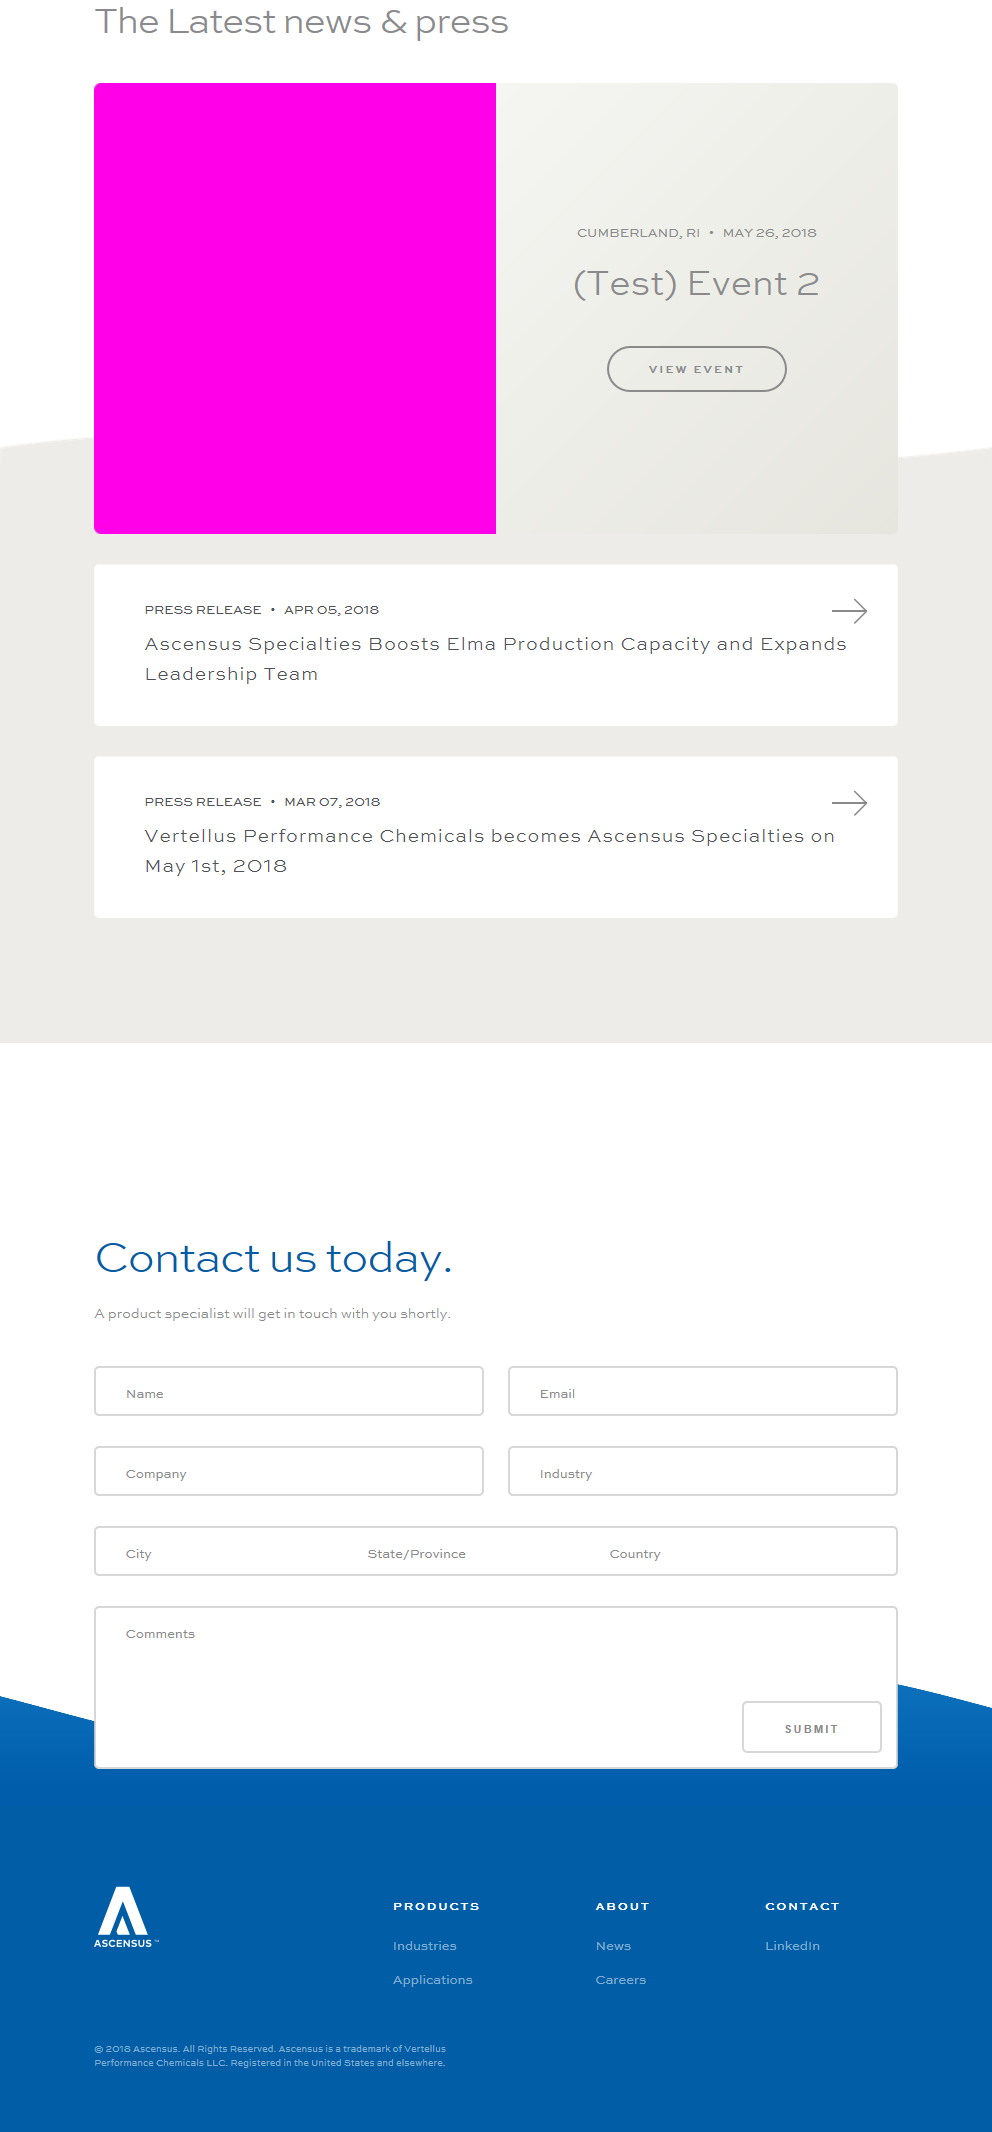 The Latest news & press
CUMBERLAND, RI • MAY 26, 2018
(Test) Event 2
VIEW EVENT
PRESS RELEASE • APR 05, 2018
Ascensus Specialties Boosts Elma Production Capacity and Expands
Leadership Team
PRESS RELEASE • MAR 07, 2018
Vertellus Performance Chemicals becomes Ascensus Specialties on
May 1st, 2018
Contact us today.
A product specialist will get in touch with you shortly.
Name
Email
Company
Industry
City
State/Province
Country
Comments
SUBMIT
ASCENSUS™
PRODUCTS
Industries
Applications
ABOUT
News
Careers
CONTACT
LinkedIn
© 2018 Ascensus. All Rights Reserved. Ascensus is a trademark of Vertellus
Performance Chemicals LLC. Registered in the United States and elsewhere.